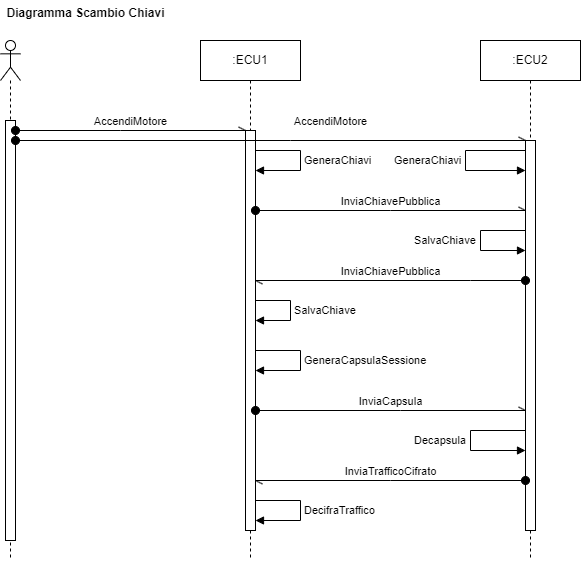 Diagramma Scambio Chiavi
:ECU1
:ECU2
AccendiMotore
AccendiMotore
GeneraChiavi
GeneraChiavi
InviaChiavePubblica
SalvaChiave
InviaChiavePubblica
SalvaChiave
GeneraCapsulaSessione
InviaCapsula
Decapsula
InviaTrafficoCifrato
DecifraTraffico